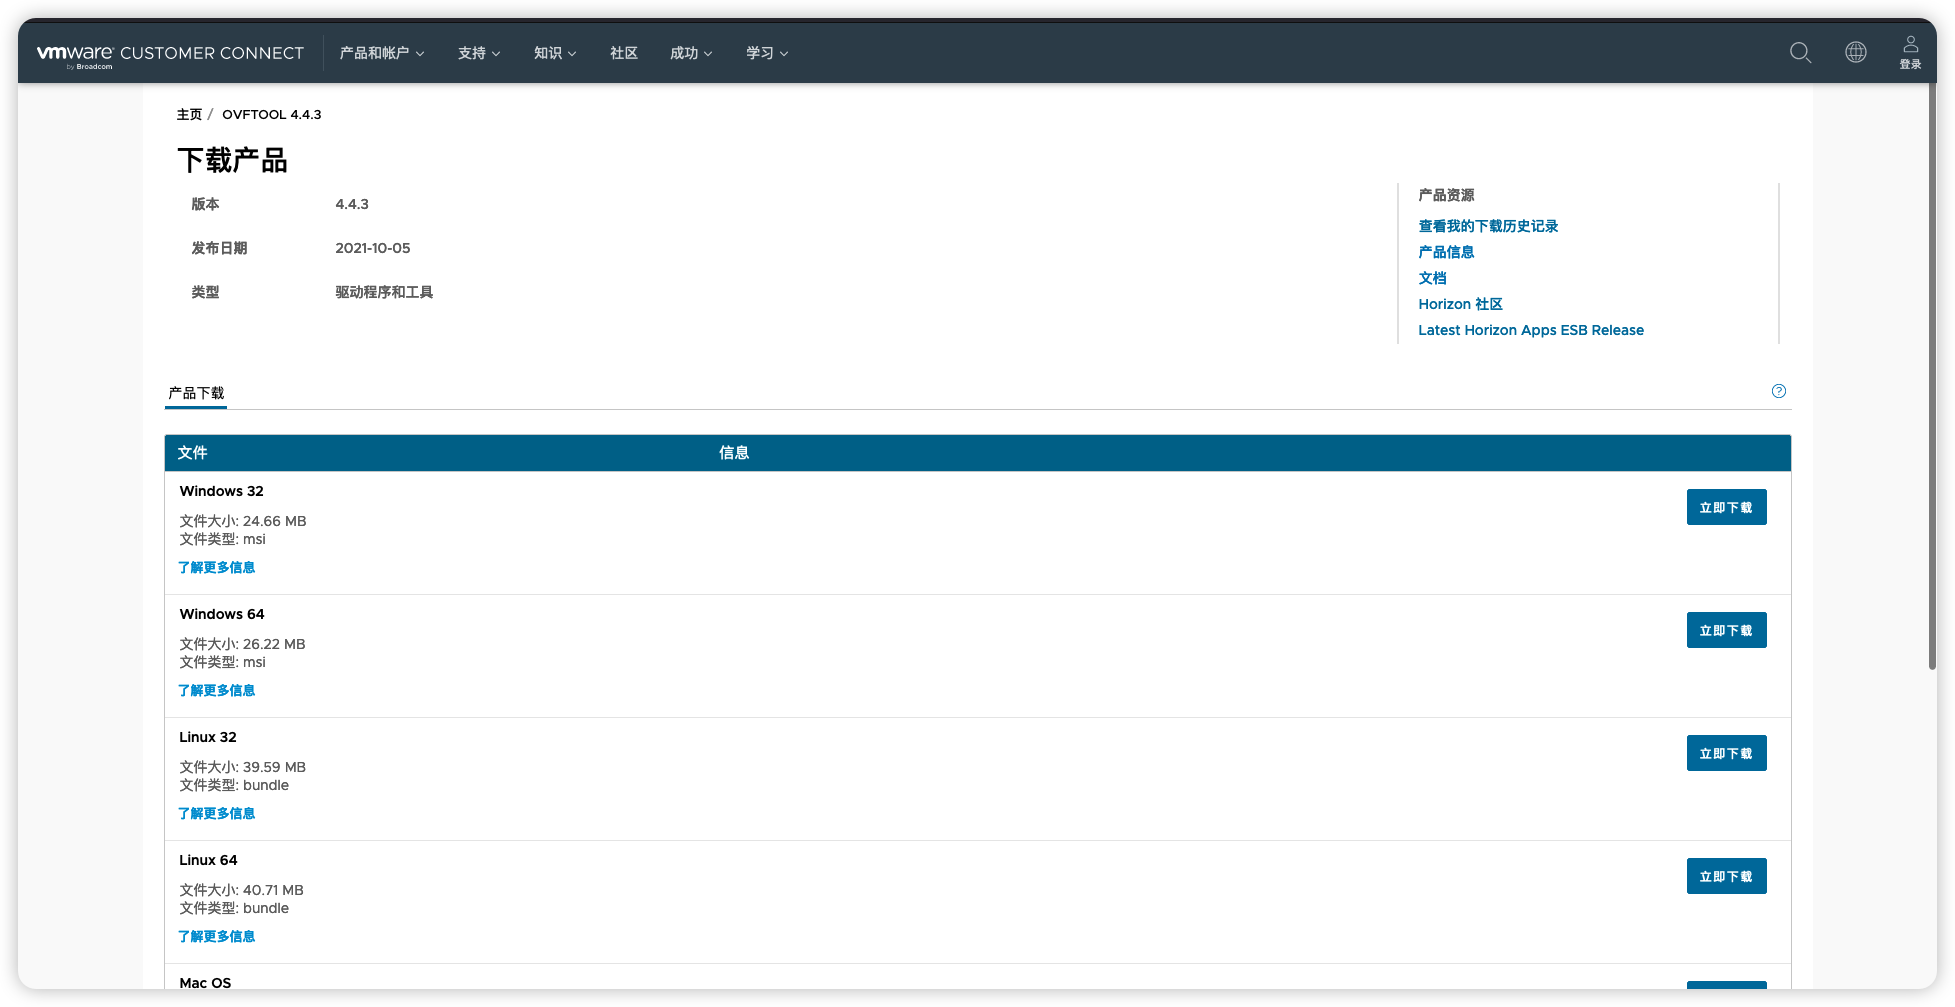 vmware CUSTOMER CONNECT 产品和帐户 支持 知识 社区 成功 学习 登录
by Broadcom
主页 / OVFTOOL 4.4.3
下载产品
版本 4.4.3
发布日期 2021-10-05
类型 驱动程序和工具
产品资源
查看我的下载历史记录
产品信息
文档
Horizon 社区
Latest Horizon Apps ESB Release
产品下载
文件 信息
Windows 32
文件大小: 24.66 MB
文件类型: msi
了解更多信息
立即下载
Windows 64
文件大小: 26.22 MB
文件类型: msi
了解更多信息
立即下载
Linux 32
文件大小: 39.59 MB
文件类型: bundle
了解更多信息
立即下载
Linux 64
文件大小: 40.71 MB
文件类型: bundle
了解更多信息
立即下载
Mac OS